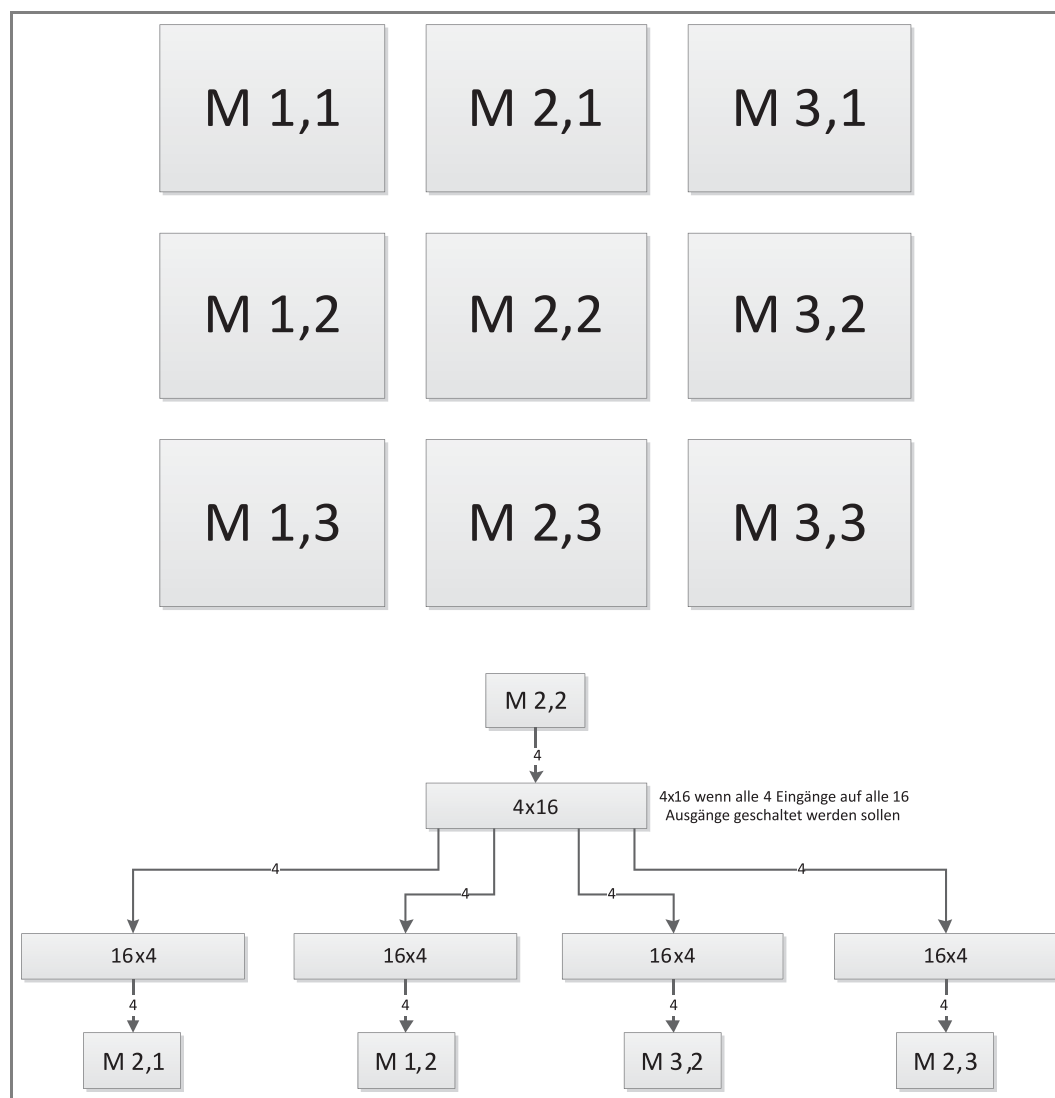 M 1,1
M 2,1
M 3,1
M 1,2
M 2,2
M 3,2
M 1,3
M 2,3
M 3,3
M 2,2
4
4x16
4x16 wenn alle 4 Eingänge auf alle 16
Ausgänge geschaltet werden sollen
4
4
4
4
16x4
16x4
16x4
16x4
4
4
4
4
M 2,1
M 1,2
M 3,2
M 2,3